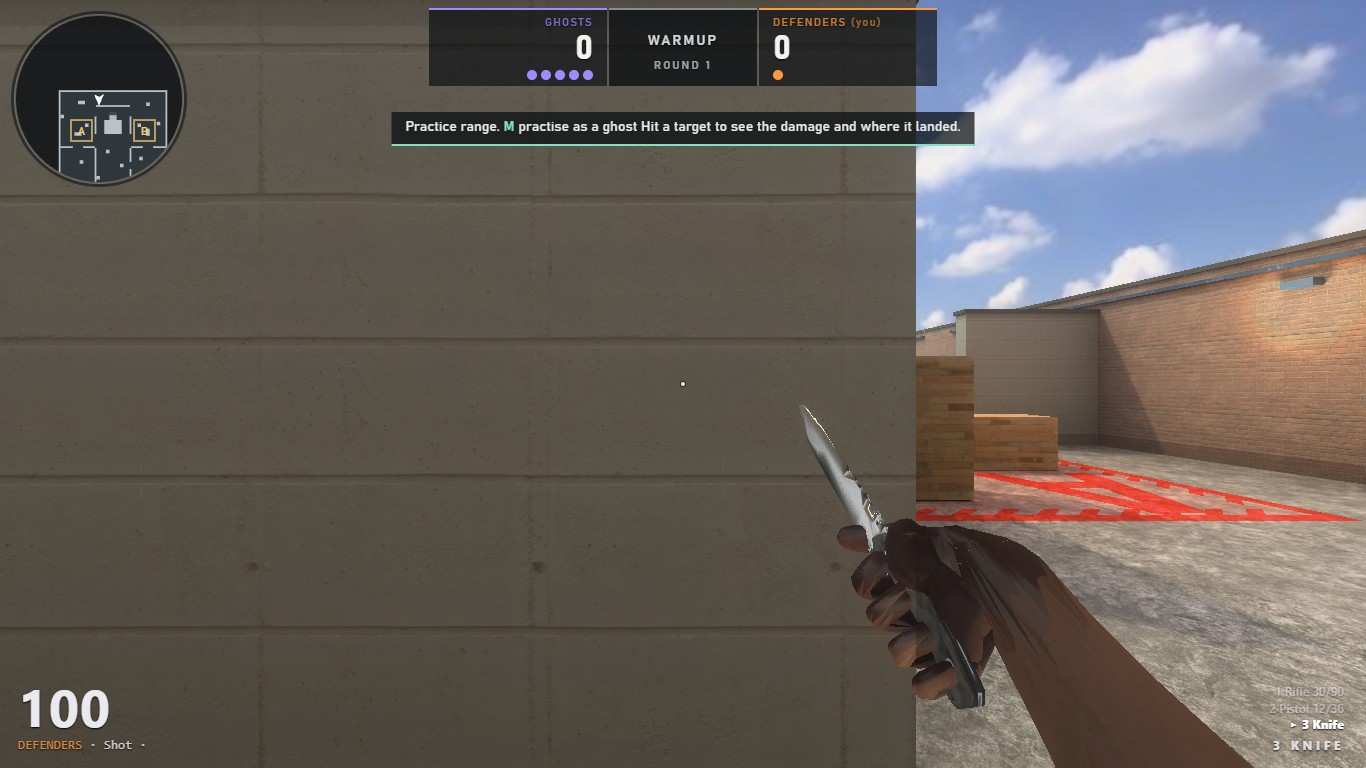 GHOSTS
0
WARMUP
ROUND 1
DEFENDERS (you)
0
Practice range. M practise as a ghost Hit a target to see the damage and where it landed.
A
B
100
DEFENDERS · Shot ·
1 Rifle 30/90
2 Pistol 12/36
▸ 3 Knife
3 KNIFE